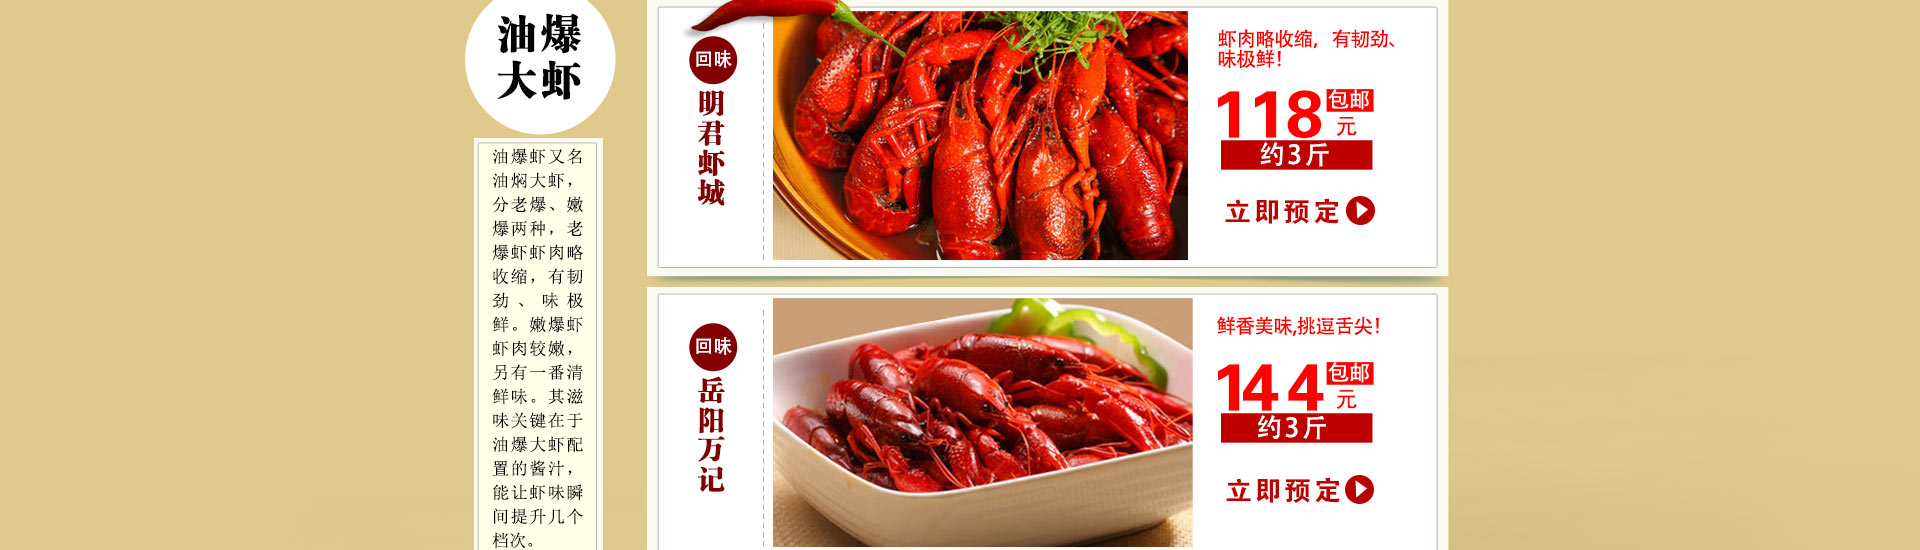 油爆
大虾
油爆虾又名
油焖大虾，
分老爆、嫩
爆两种，老
爆虾虾肉略
收缩，有韧
劲、味极
鲜。嫩爆虾
虾肉较嫩，
另有一番清
鲜味。其滋
味关键在于
油爆大虾配
置的酱汁，
能让虾味瞬
间提升几个
档次。
回味
明君虾城
虾肉略收缩，有韧劲、
味极鲜！
118包邮
元
约3斤
立即预定
回味
岳阳万记
鲜香美味,挑逗舌尖！
144包邮
元
约3斤
立即预定